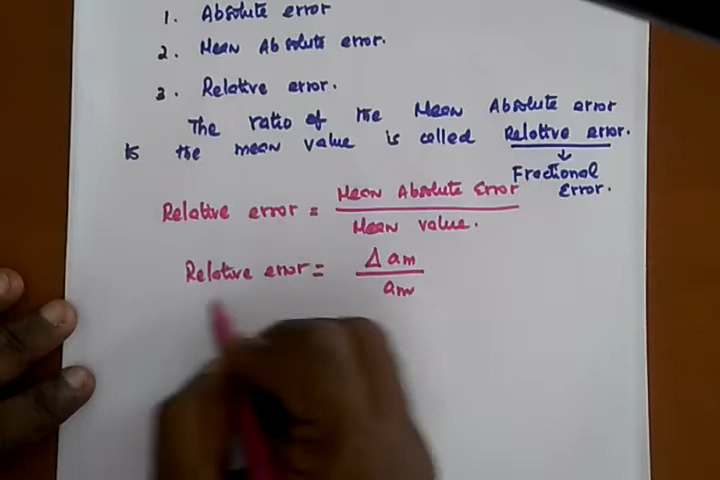 1. Absolute error
2. Mean Absolute error.
3. Relative error.
The ratio of the Mean Absolute error
to the mean value is called Relative error.
↓
Fractional
Error.
Relative error = Mean Absolute Error
Mean value.
Relative error = Δ am
am